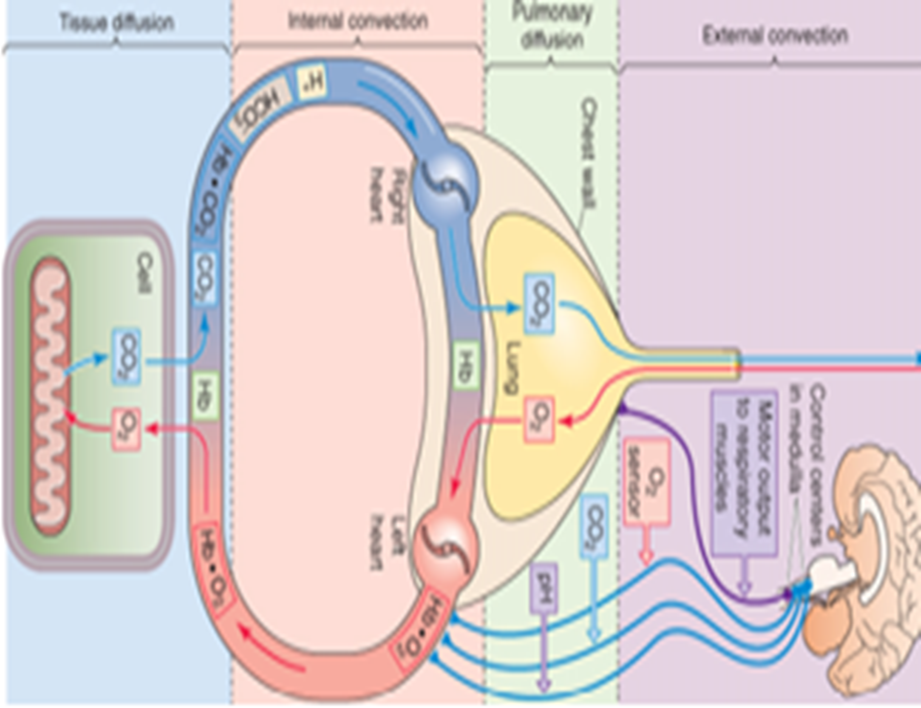 Tissue diffusion
Internal convection
Pulmonary
diffusion
External convection
H+
HCO3-
Hb•CO2
CO2
Hb
Hb•O2
Cell
CO2
O2
Right
heart
Left
heart
Hb
Hb•O2
Chest wall
CO2
Lung
O2
O2
sensor
CO2
pH
Motor output
to respiratory
muscles
Control centers
in medulla